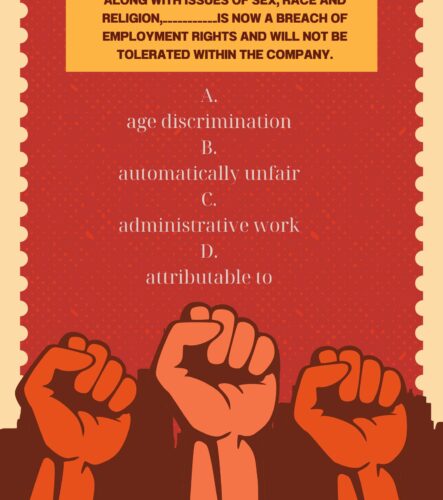 ALONG WITH ISSUES OF SEX, RACE AND
RELIGION,___________IS NOW A BREACH OF
EMPLOYMENT RIGHTS AND WILL NOT BE
TOLERATED WITHIN THE COMPANY.
A.
age discrimination
B.
automatically unfair
C.
administrative work
D.
attributable to